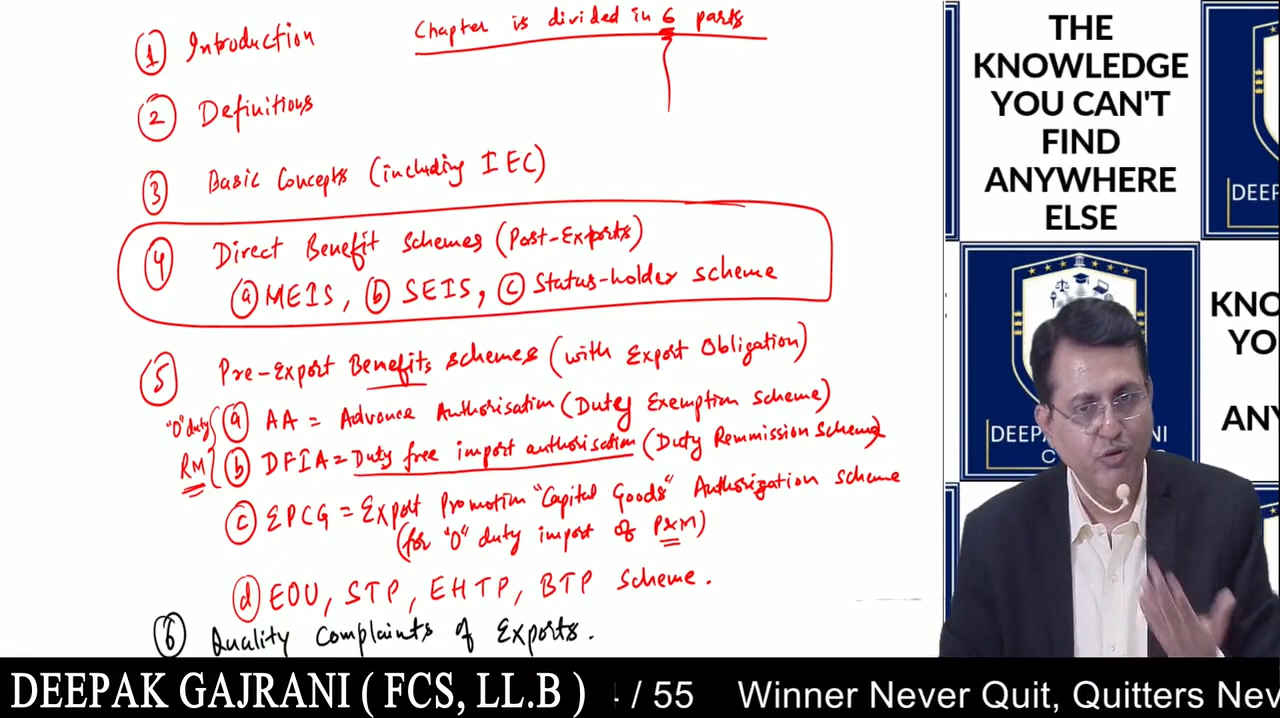 Chapter is divided in 6 parts
① Introduction
② Definitions
③ Basic Concepts (including IEC)
④ Direct Benefit Schemes (Post-Exports)
ⓐ MEIS, ⓑ SEIS, ⓒ Status-holder scheme
⑤ Pre-Export Benefits schemes (with Export Obligation)
"0" duty ⓐ AA = Advance Authorisation (Duty Exemption Scheme)
RM ⓑ DFIA = Duty free import authorisation (Duty Remmission Scheme)
ⓒ EPCG = Export Promotion "Capital Goods" Authorization scheme
(for "0" duty import of P&M)
ⓓ EOU, STP, EHTP, BTP Scheme.
⑥ Quality Complaints of Exports.
THE
KNOWLEDGE
YOU CAN'T
FIND
ANYWHERE
ELSE
DEEP
KNO
YO
ANY
DEEPA
NI
C
DEEPAK GAJRANI ( FCS, LL.B )
/ 55 Winner Never Quit, Quitters Nev